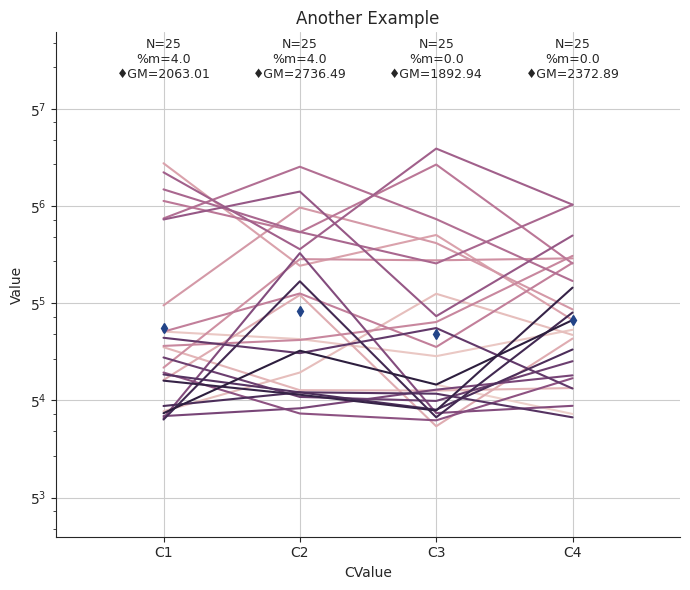 Another Example
N=25 N=25 N=25 N=25
%m=4.0 %m=4.0 %m=0.0 %m=0.0
♦GM=2063.01 ♦GM=2736.49 ♦GM=1892.94 ♦GM=2372.89
5⁷
5⁶
5⁵
5⁴
5³
Value
C1 C2 C3 C4
CValue